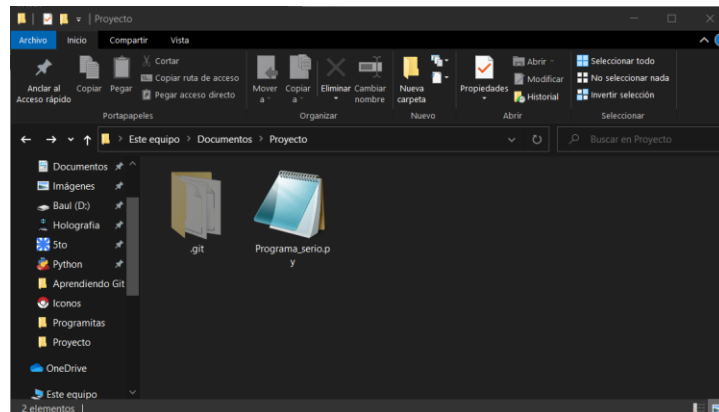 Proyecto
Archivo Inicio Compartir Vista
Anclar al
Acceso rápido
Copiar
Pegar
Cortar
Copiar ruta de acceso
Pegar acceso directo
Mover
a
Copiar
a
Eliminar
Cambiar
nombre
Nueva
carpeta
Propiedades
Abrir
Modificar
Historial
Seleccionar todo
No seleccionar nada
Invertir selección
Portapapeles
Organizar
Nuevo
Abrir
Seleccionar
Este equipo > Documentos > Proyecto
Buscar en Proyecto
Documentos
Imágenes
Baul (D:)
Holografia
5to
Python
Aprendiendo Git
Iconos
Programitas
Proyecto
OneDrive
Este equipo
.git
Programa_serio.p
y
2 elementos